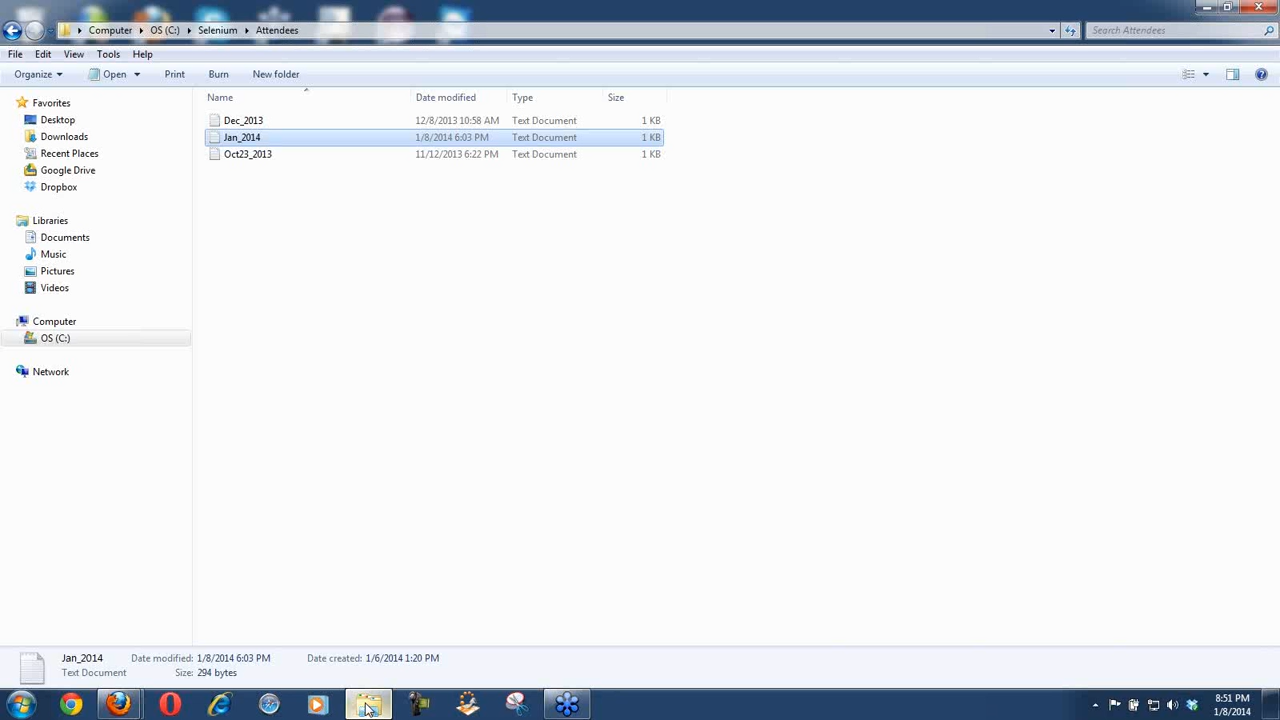 Computer OS (C:) Selenium Attendees Search Attendees
File Edit View Tools Help
Organize Open Print Burn New folder
Name Date modified Type Size
Favorites
Desktop
Downloads
Recent Places
Google Drive
Dropbox
Libraries
Documents
Music
Pictures
Videos
Computer
OS (C:)
Network
Dec_2013 12/8/2013 10:58 AM Text Document 1 KB
Jan_2014 1/8/2014 6:03 PM Text Document 1 KB
Oct23_2013 11/12/2013 6:22 PM Text Document 1 KB
Jan_2014 Date modified: 1/8/2014 6:03 PM Date created: 1/6/2014 1:20 PM
Text Document Size: 294 bytes
8:51 PM
1/8/2014